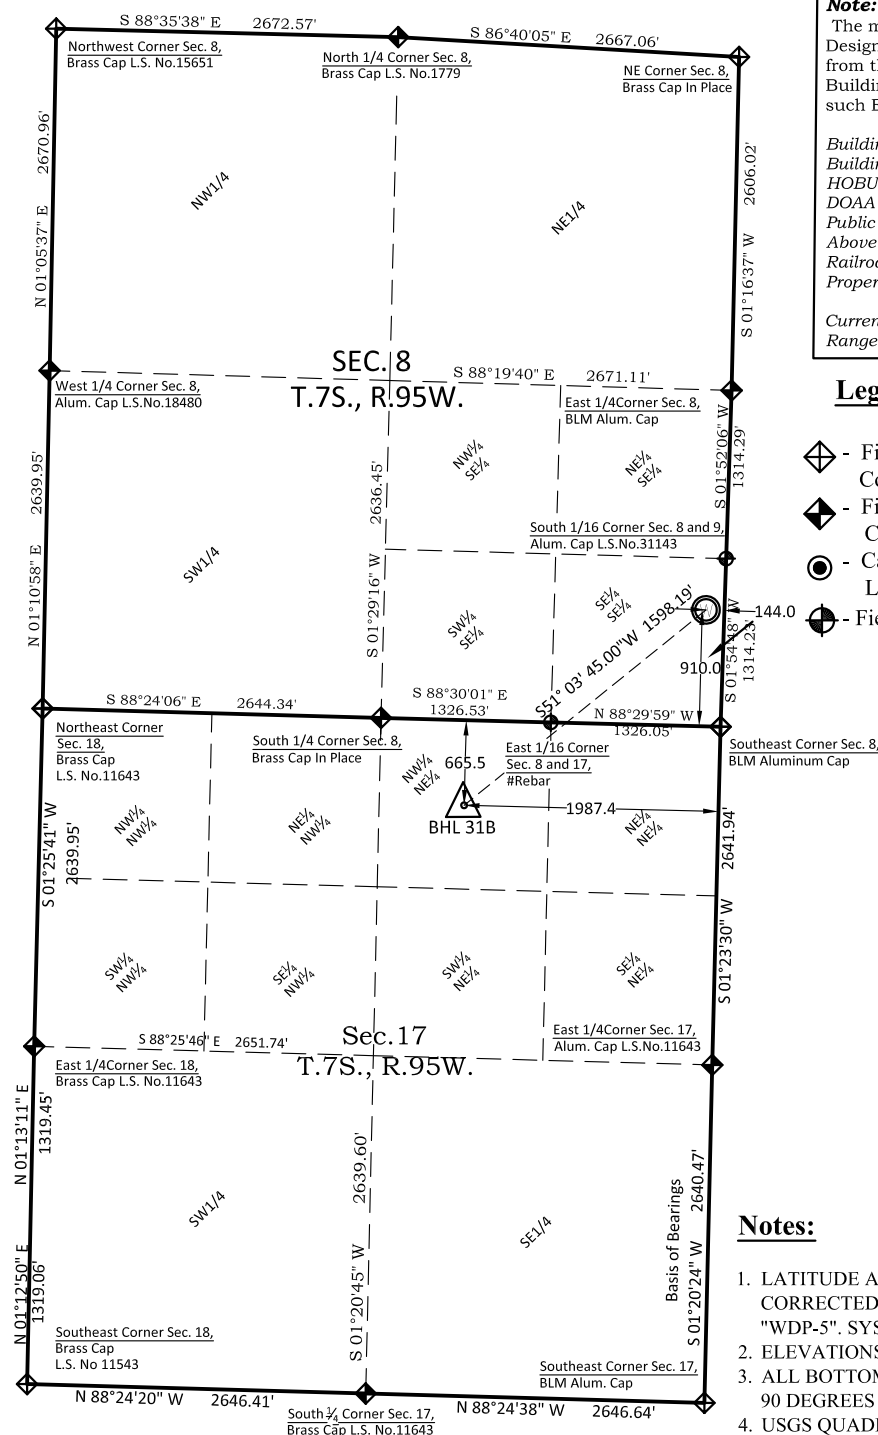 S 88°35'38" E 2672.57'
S 86°40'05" E 2667.06'
Northwest Corner Sec. 8,
Brass Cap L.S. No.15651
North 1/4 Corner Sec. 8,
Brass Cap L.S. No.1779
NE Corner Sec. 8,
Brass Cap In Place
N 01°05'37" E 2670.96'
NW1/4
NE1/4
S 01°16'37" W 2606.02'
Note:
The m
Design
from th
Buildin
such B
Buildin
Buildin
HOBU
DOAA
Public
Above
Railroa
Proper
Curren
Range
SEC. 8
T.7S., R.95W.
S 88°19'40" E 2671.11'
West 1/4 Corner Sec. 8,
Alum. Cap L.S.No.18480
East 1/4Corner Sec. 8,
BLM Alum. Cap
Leg
- Fi
Co
- Fi
C
- Ca
L
- Fie
N 01°10'58" E 2639.95'
SW1/4
S 01°29'16" W 2636.45'
NW¼
SE¼
NE¼
SE¼
S 01°52'06" W
1314.29'
South 1/16 Corner Sec. 8 and 9,
Alum. Cap L.S.No.31143
SW¼
SE¼
SE¼
SE¼
S51° 03' 45.00"W 1598.19'
144.0
910.0
S 01°54'48" W
1314.23'
S 88°24'06" E 2644.34'
S 88°30'01" E
1326.53'
N 88°29'59" W
1326.05'
Northeast Corner
Sec. 18,
Brass Cap
L.S. No.11643
South 1/4 Corner Sec. 8,
Brass Cap In Place
East 1/16 Corner
Sec. 8 and 17,
#Rebar
Southeast Corner Sec. 8,
BLM Aluminum Cap
665.5
NW¼
NE¼
1987.4
BHL 31B
S 01°25'41" W
2639.95'
NW¼
NW¼
NE¼
NW¼
NE¼
NE¼
S 01°23'30" W 2641.94'
SW¼
NW¼
SE¼
NW¼
SW¼
NE¼
SE¼
NE¼
S 88°25'46" E 2651.74'
Sec.17
T.7S., R.95W.
East 1/4Corner Sec. 17,
Alum. Cap L.S.No.11643
East 1/4Corner Sec. 18,
Brass Cap L.S. No.11643
N 01°13'11" E
1319.45'
SW1/4
S 01°20'45" W 2639.60'
SE1/4
Basis of Bearings
S 01°20'24" W 2640.47'
N 01°12'50" E
1319.06'
Southeast Corner Sec. 18,
Brass Cap
L.S. No 11543
Southeast Corner Sec. 17,
BLM Alum. Cap
N 88°24'20" W 2646.41'
South ¼ Corner Sec. 17,
Brass Cap L.S. No.11643
N 88°24'38" W 2646.64'
Notes:
1. LATITUDE A
CORRECTED
"WDP-5". SYS
2. ELEVATIONS
3. ALL BOTTOM
90 DEGREES
4. USGS QUADI